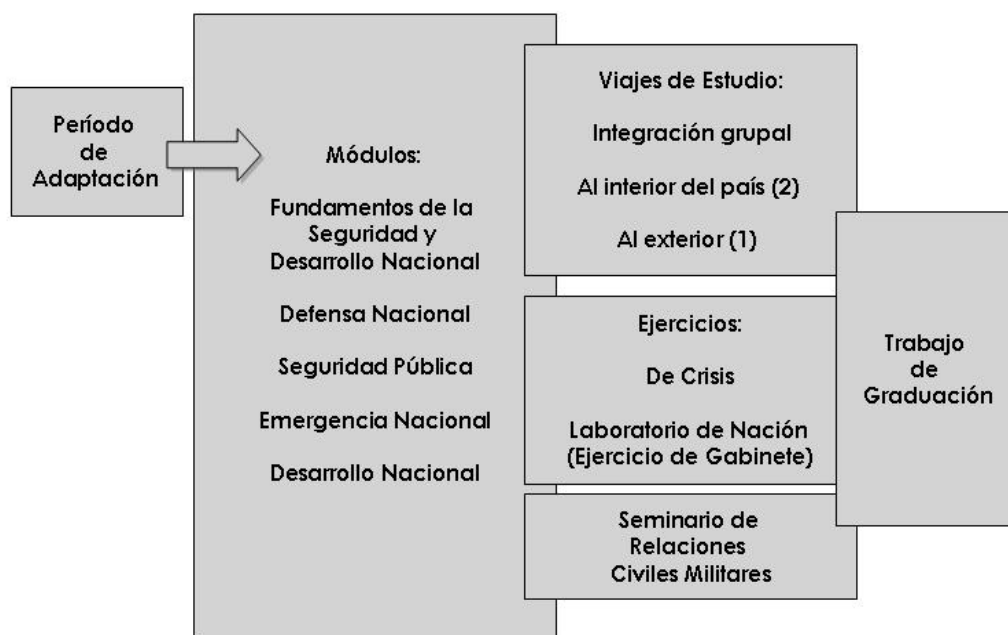 Período
de
Adaptación
Módulos:
Fundamentos de la
Seguridad y
Desarrollo Nacional
Defensa Nacional
Seguridad Pública
Emergencia Nacional
Desarrollo Nacional
Viajes de Estudio:
Integración grupal
Al interior del país (2)
Al exterior (1)
Ejercicios:
De Crisis
Laboratorio de Nación
(Ejercicio de Gabinete)
Seminario de
Relaciones
Civiles Militares
Trabajo
de
Graduación